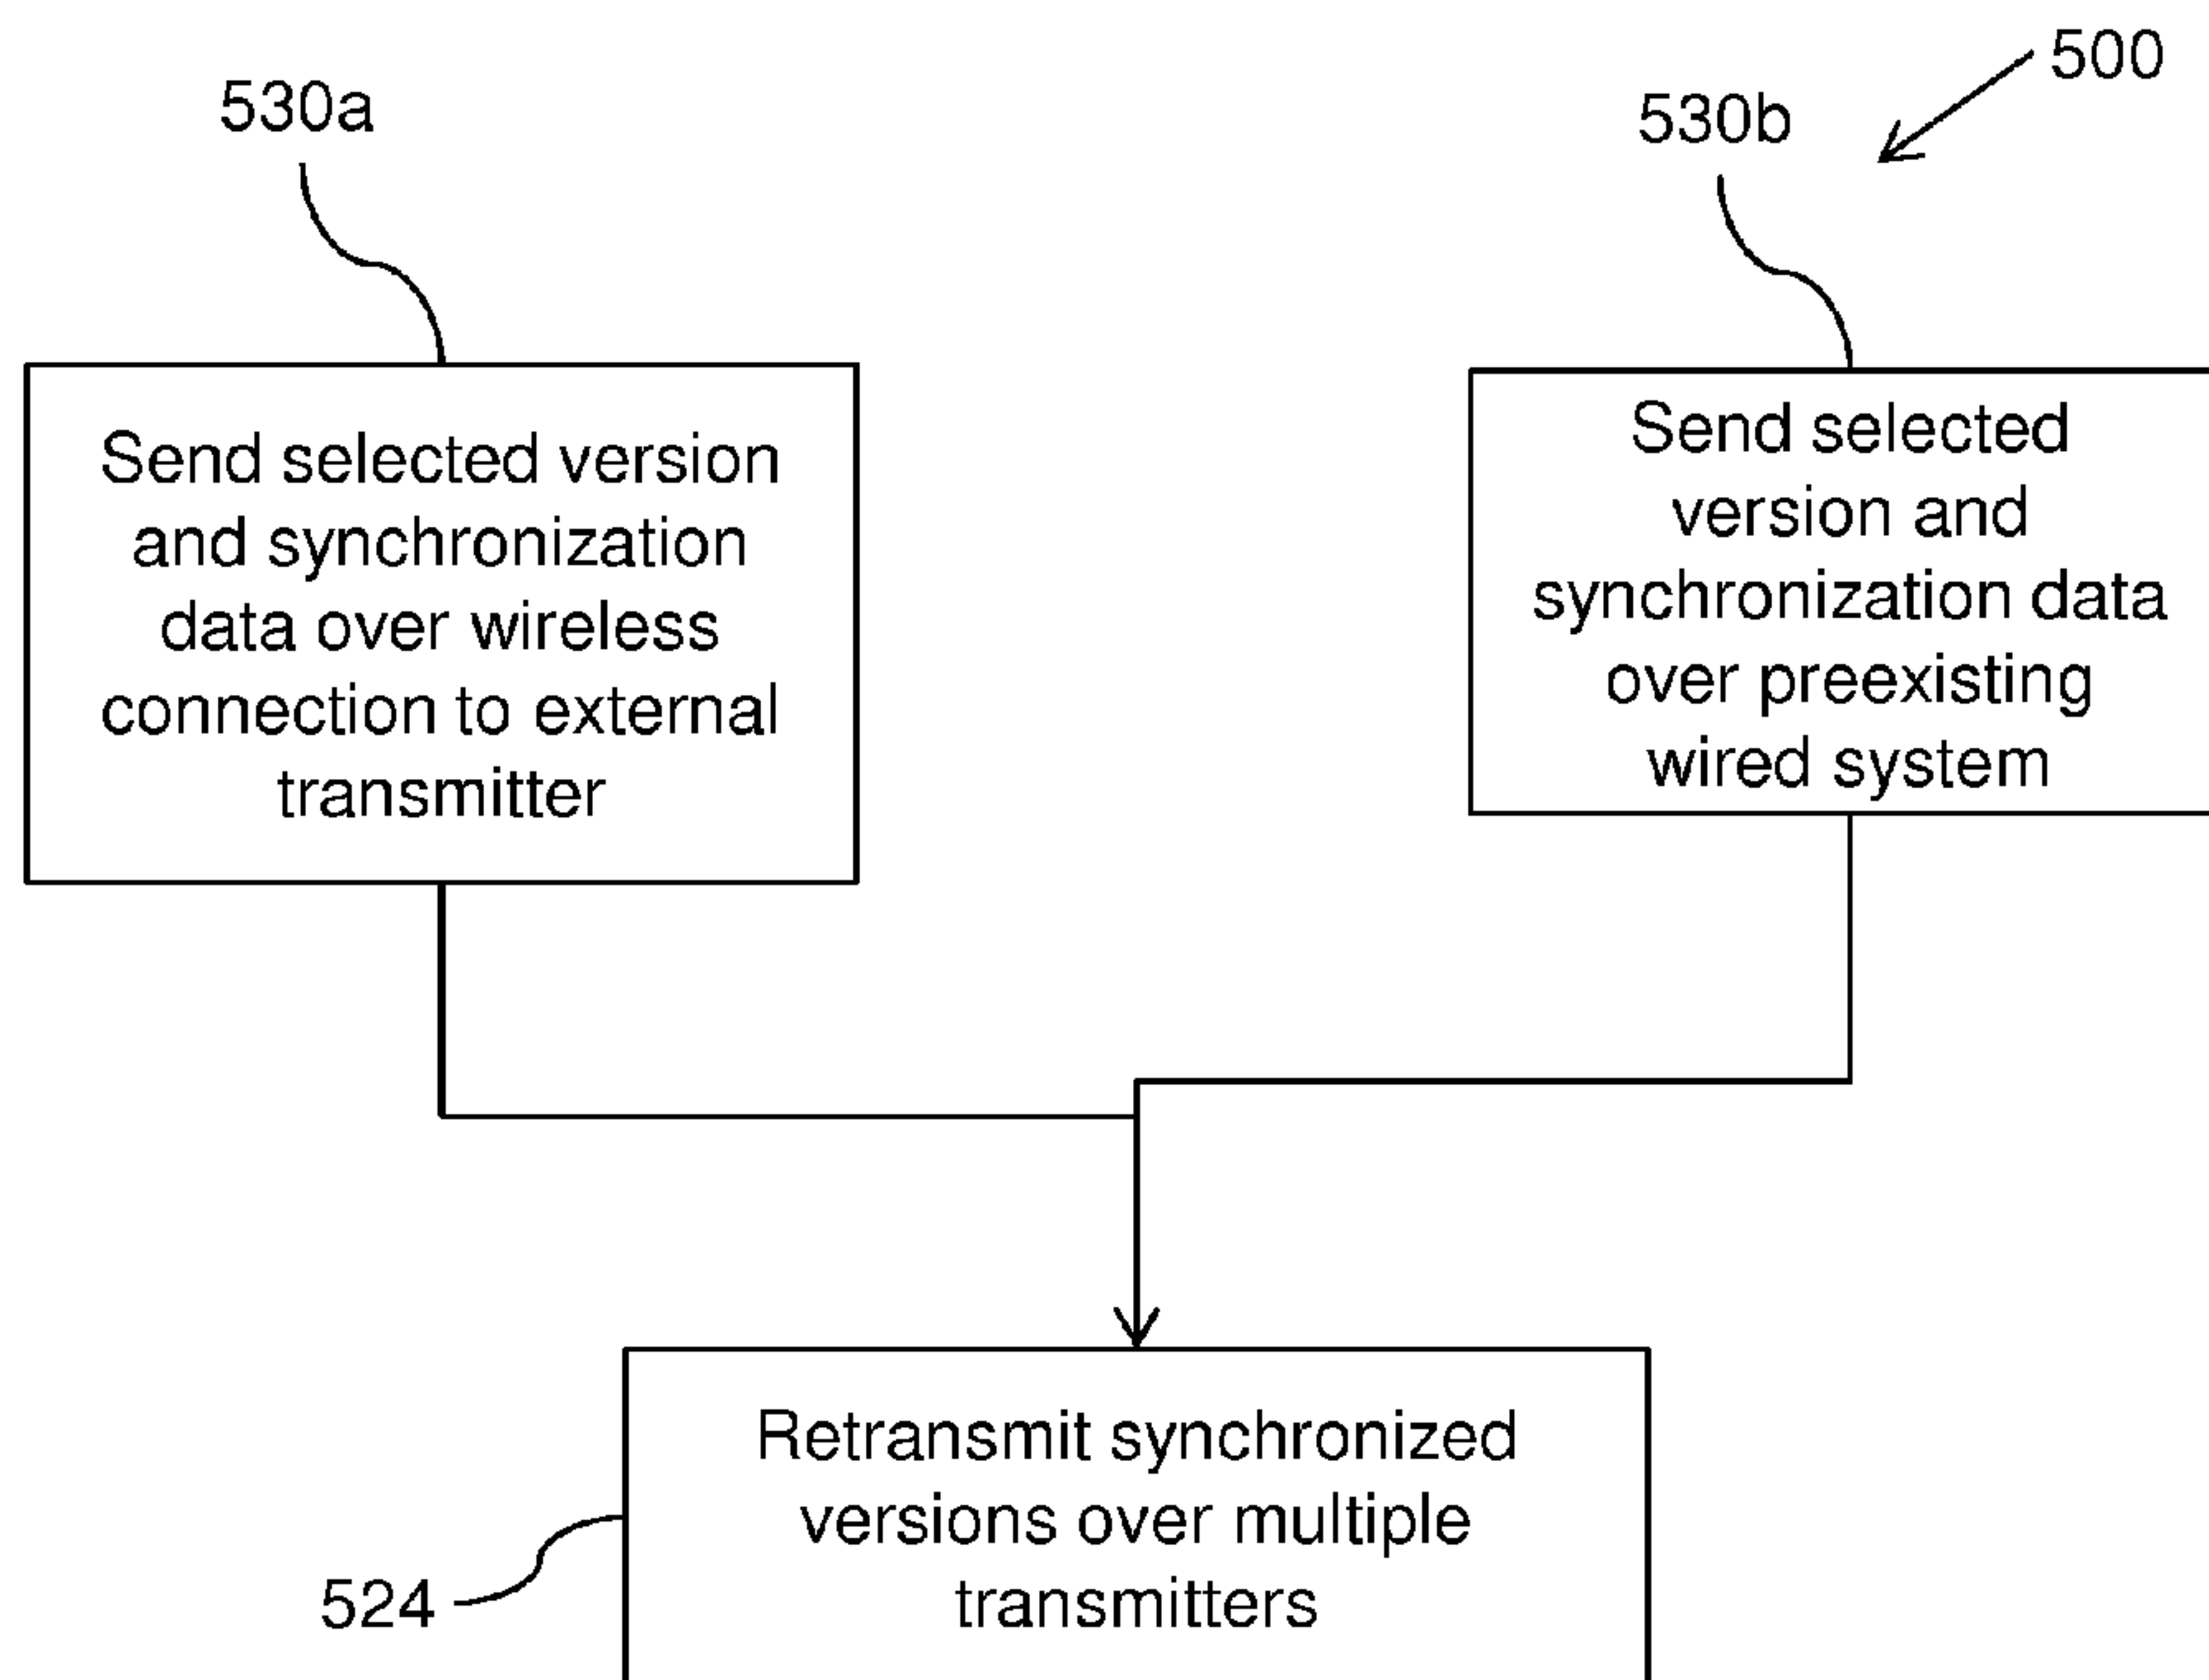 500
530a
530b
Send selected version
and synchronization
data over wireless
connection to external
transmitter
Send selected
version and
synchronization data
over preexisting
wired system
Retransmit synchronized
versions over multiple
transmitters
524